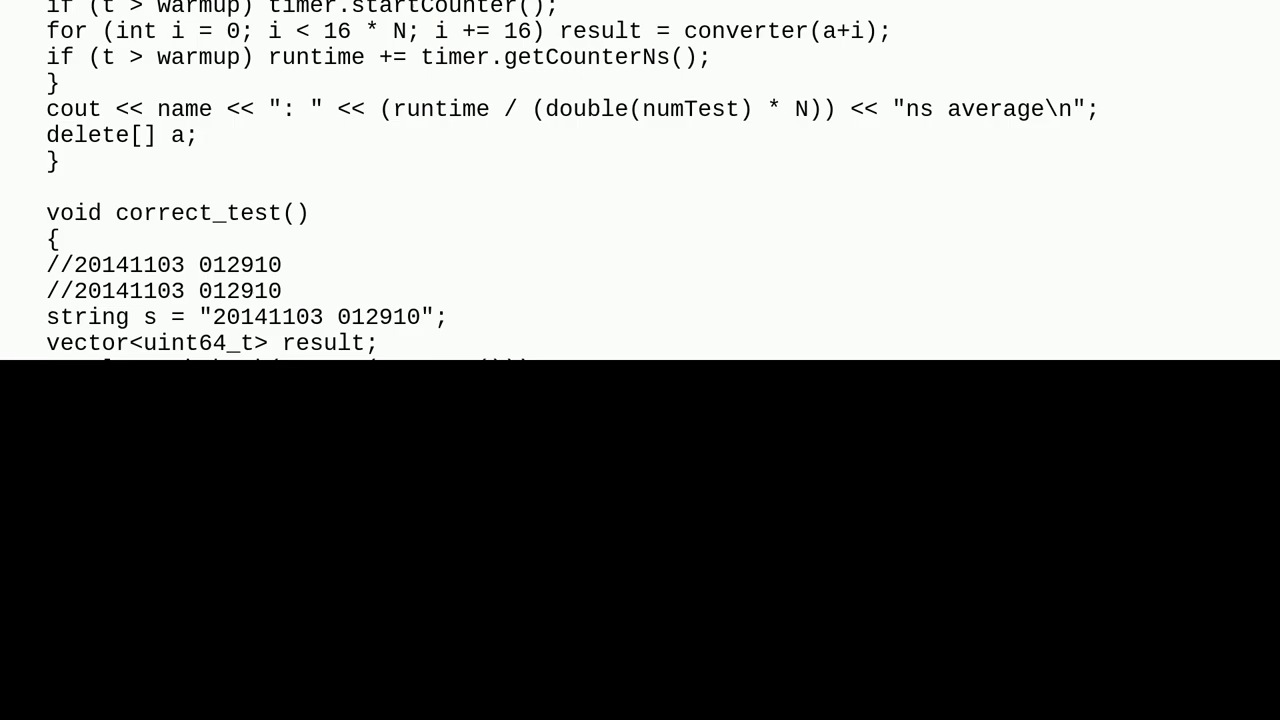 if (t > warmup) timer.startCounter();
for (int i = 0; i < 16 * N; i += 16) result = converter(a+i);
if (t > warmup) runtime += timer.getCounterNs();
}
cout << name << ": " << (runtime / (double(numTest) * N)) << "ns average\n";
delete[] a;
}

void correct_test()
{
//20141103 012910
//20141103 012910
string s = "20141103 012910";
vector<uint64_t> result;